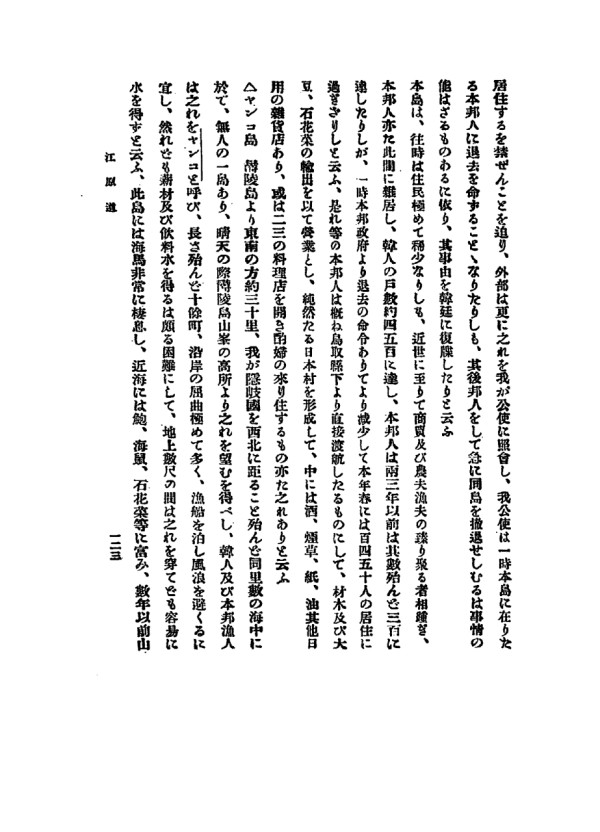 居住するを禁ぜんことを迫り、外部は更にこれを我が公使に照會し、我公使は一時本島に在りた
る本邦人に退去を命ずることゝなりたりしも、其後邦人をして急に同島を撤退せしむるは事情の
能はざるものあるに依り、其事由を韓廷に復牒したりと云ふ
本島は、往時は住民極めて稀少なりしも、近世に至りて商賈及び農夫漁夫の蹤り聚る者相踵ぎ、
本邦人亦た此間に雜居し、韓人の戶數約四五百に達し、本邦人は兩三年以前は其數殆んど三百に
達したりしが、一時本邦政府より退去の命令ありてより減少して本年春には百四五十人の居住に
過ぎざりしと云ふ、是れ等の本邦人は概ね鳥取縣下より直接渡航したるものにして、材木及び大
豆、石花菜の輸出を以て營業とし、純然たる日本村を形成して、中には酒、煙草、紙、油其他日
用の雜貨店あり、或は二三の料理店を開き酌婦の來り住するもの亦た之れありと云ふ
△ヤンコ島 欝陵島より東南の方約三十里、我が隱岐國を西北に距ること殆んど同里數の海中に
於て、無人の一島あり、晴天の際欝陵島山峯の高所より之れを望むを得べし、韓人及び本邦漁人
は之れをヤンコと呼び、長さ殆んど十餘町、沿岸の屈曲極めて多く、漁船を泊し風浪を避くるに
宜し、然れども薪材及び飲料水を得るは頗る困難にして、地上數尺の間は之れを穿てども容易に
水を得ずと云ふ、此島には海馬非常に棲息し、近海には鮑、海鼠、石花菜等に富み、數年以前山
江原道
一二三